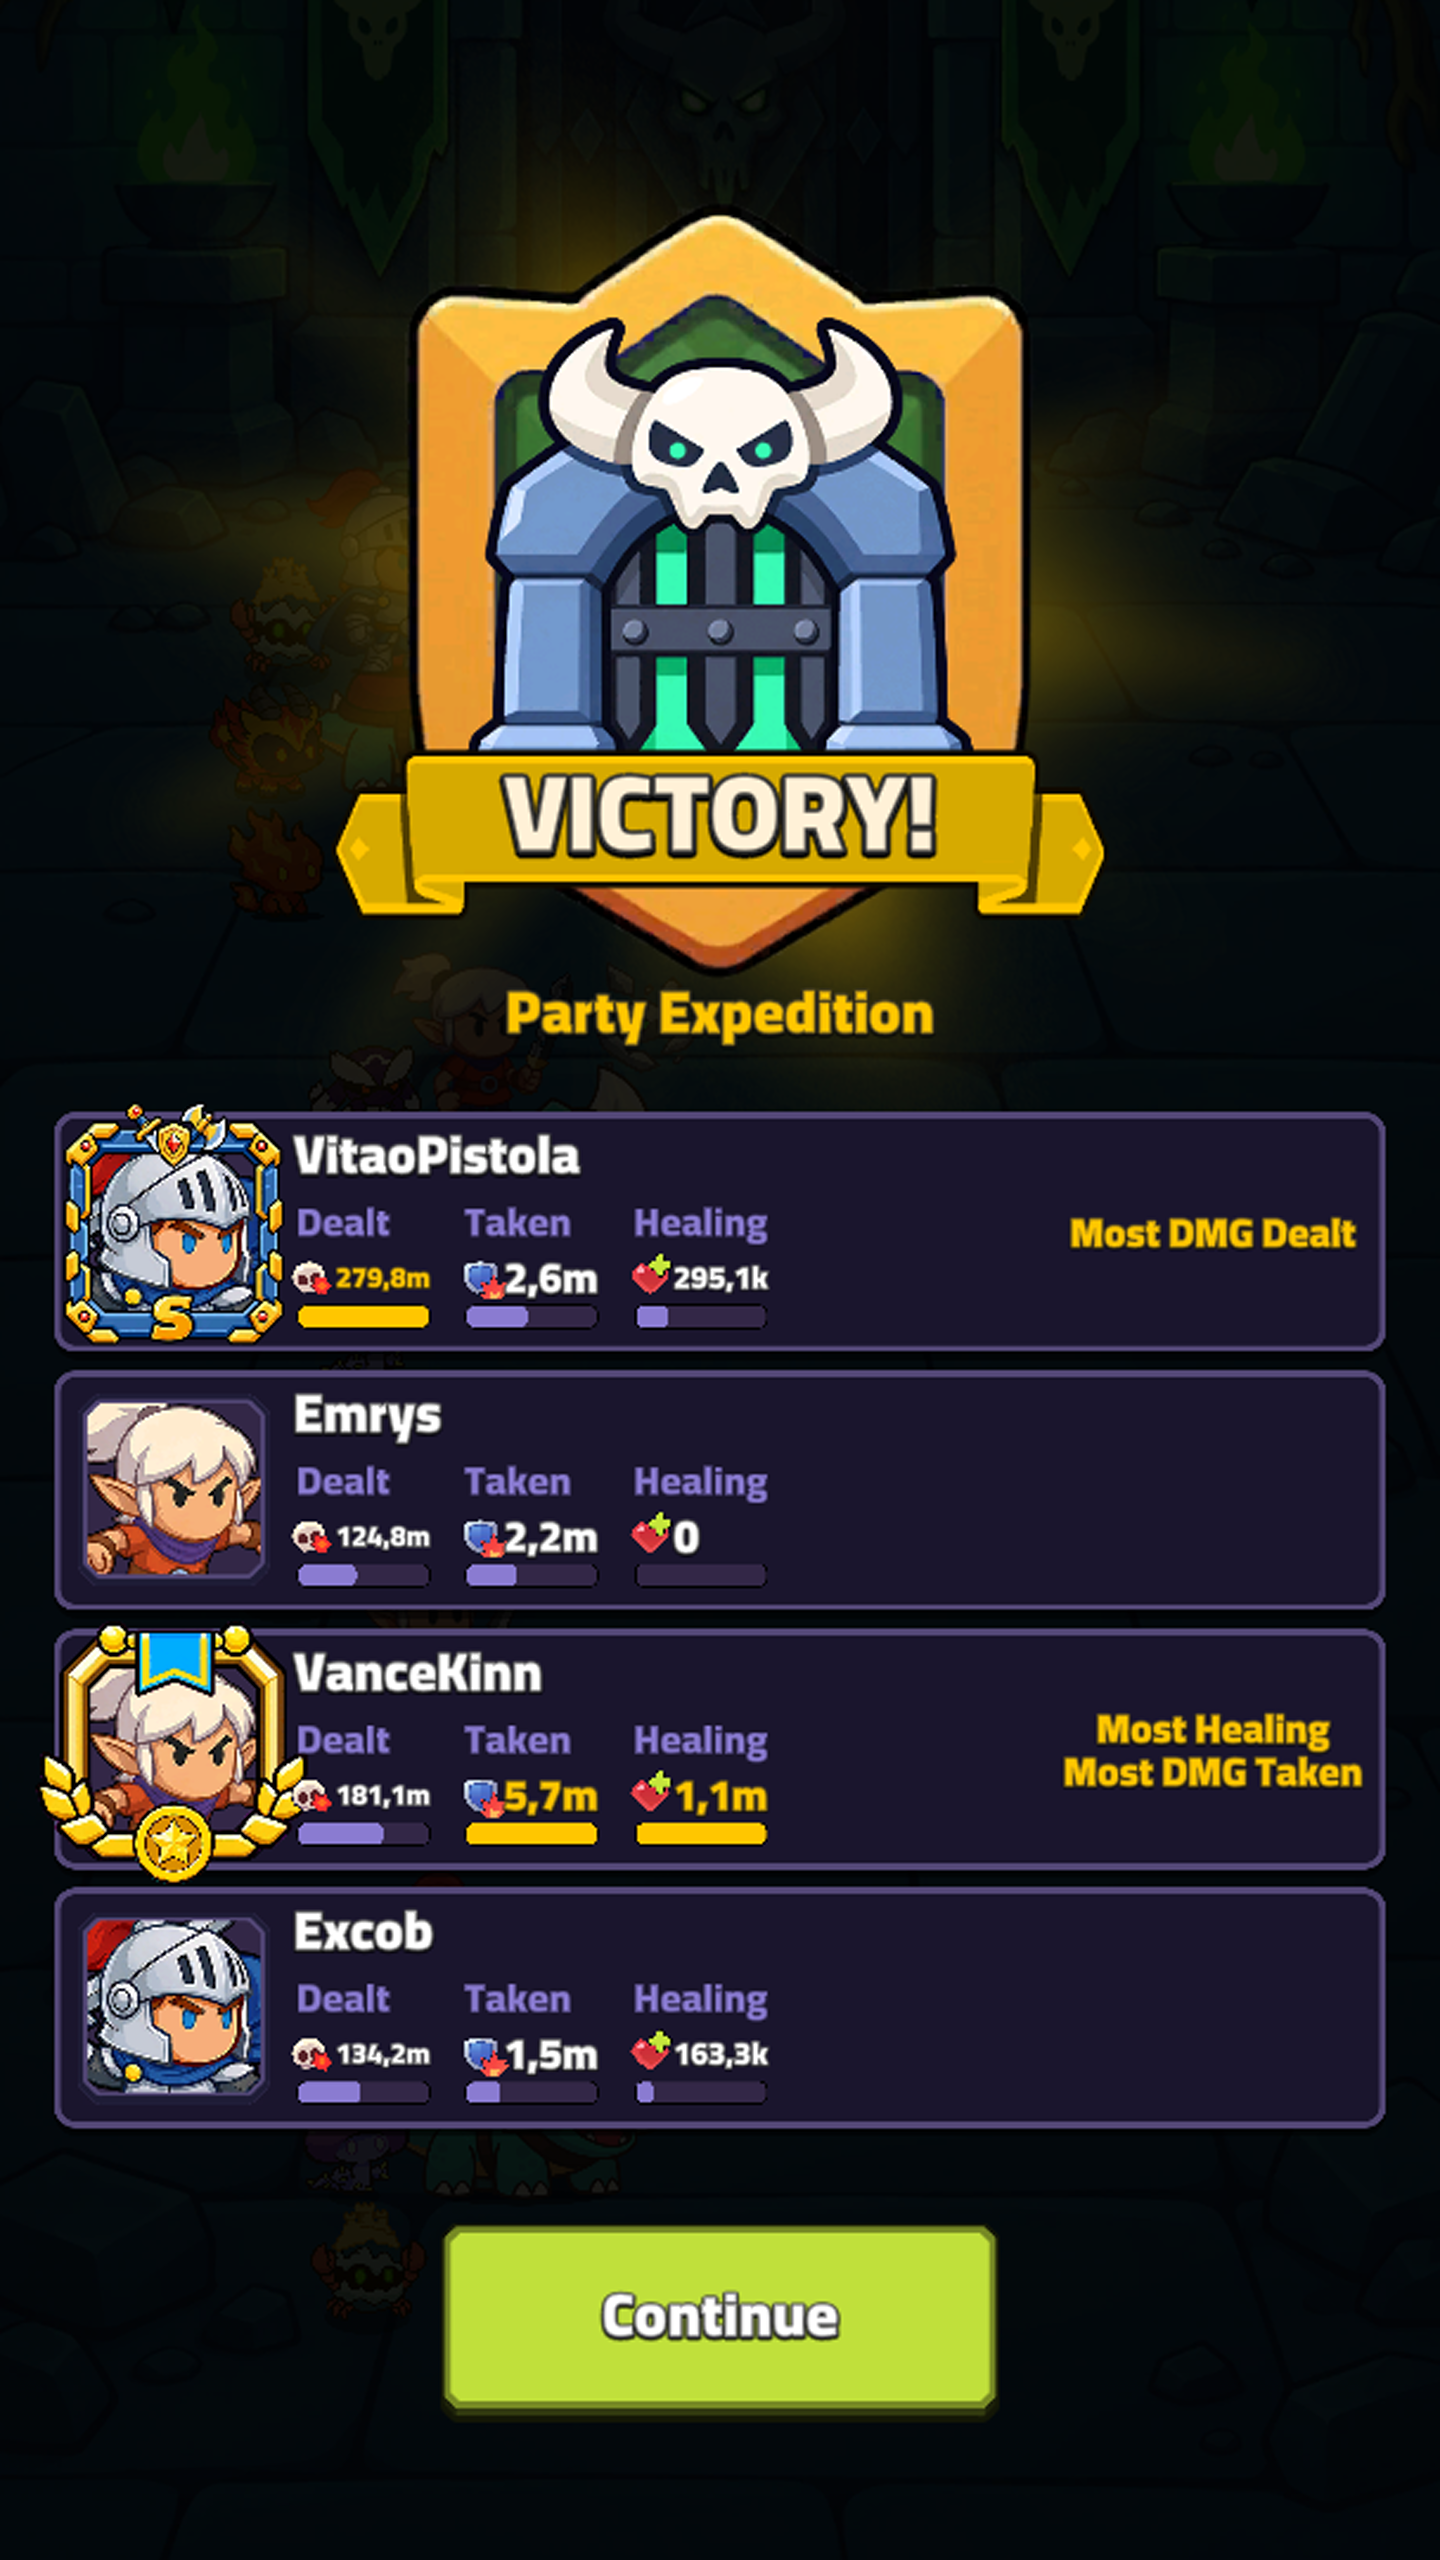 VICTORY!
Party Expedition
VitaoPistola
Dealt Taken Healing
279,8m 2,6m 295,1k
Most DMG Dealt
S
Emrys
Dealt Taken Healing
124,8m 2,2m 0
VanceKinn
Dealt Taken Healing
181,1m 5,7m 1,1m
Most Healing
Most DMG Taken
Excob
Dealt Taken Healing
134,2m 1,5m 163,3k
Continue